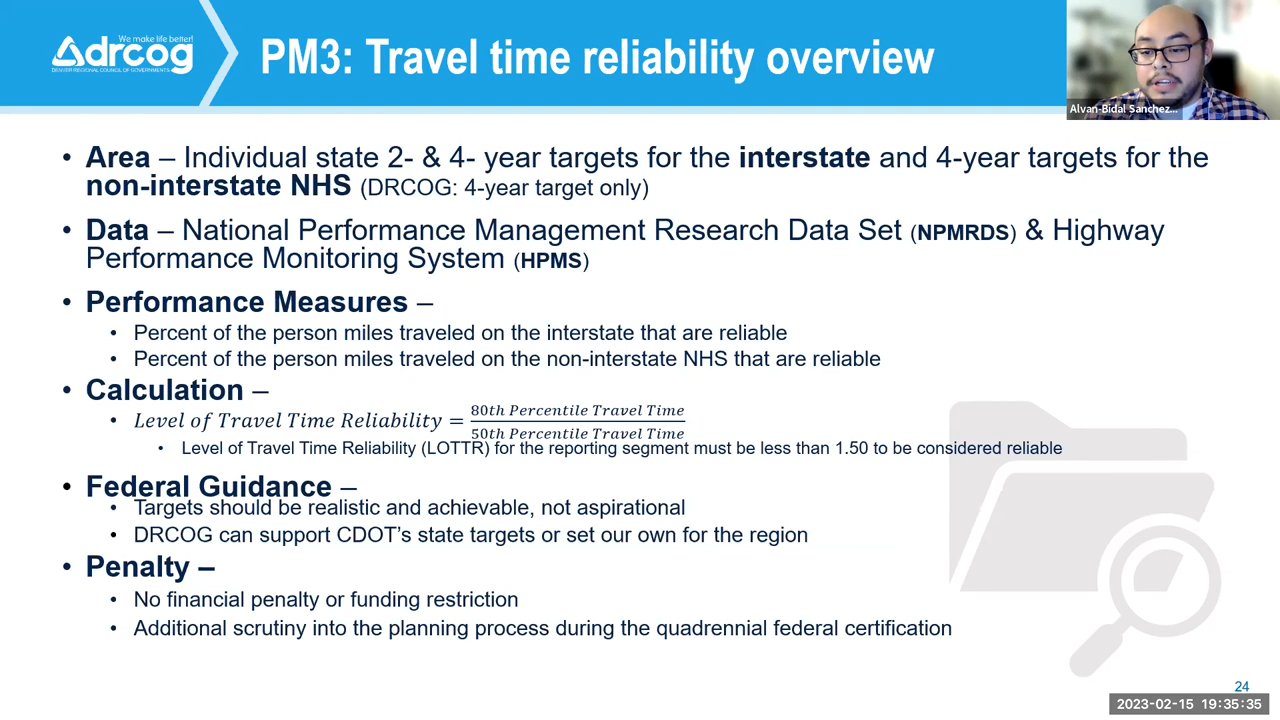 We make life better!
drcog
DENVER REGIONAL COUNCIL OF GOVERNMENTS
PM3: Travel time reliability overview
Alvan-Bidal Sanchez...
• Area – Individual state 2- & 4- year targets for the interstate and 4-year targets for the
non-interstate NHS (DRCOG: 4-year target only)
• Data – National Performance Management Research Data Set (NPMRDS) & Highway
Performance Monitoring System (HPMS)
• Performance Measures –
• Percent of the person miles traveled on the interstate that are reliable
• Percent of the person miles traveled on the non-interstate NHS that are reliable
• Calculation –
• Level of Travel Time Reliability = 80th Percentile Travel Time / 50th Percentile Travel Time
• Level of Travel Time Reliability (LOTTR) for the reporting segment must be less than 1.50 to be considered reliable
• Federal Guidance –
• Targets should be realistic and achievable, not aspirational
• DRCOG can support CDOT's state targets or set our own for the region
• Penalty –
• No financial penalty or funding restriction
• Additional scrutiny into the planning process during the quadrennial federal certification
24
2023-02-15 19:35:35